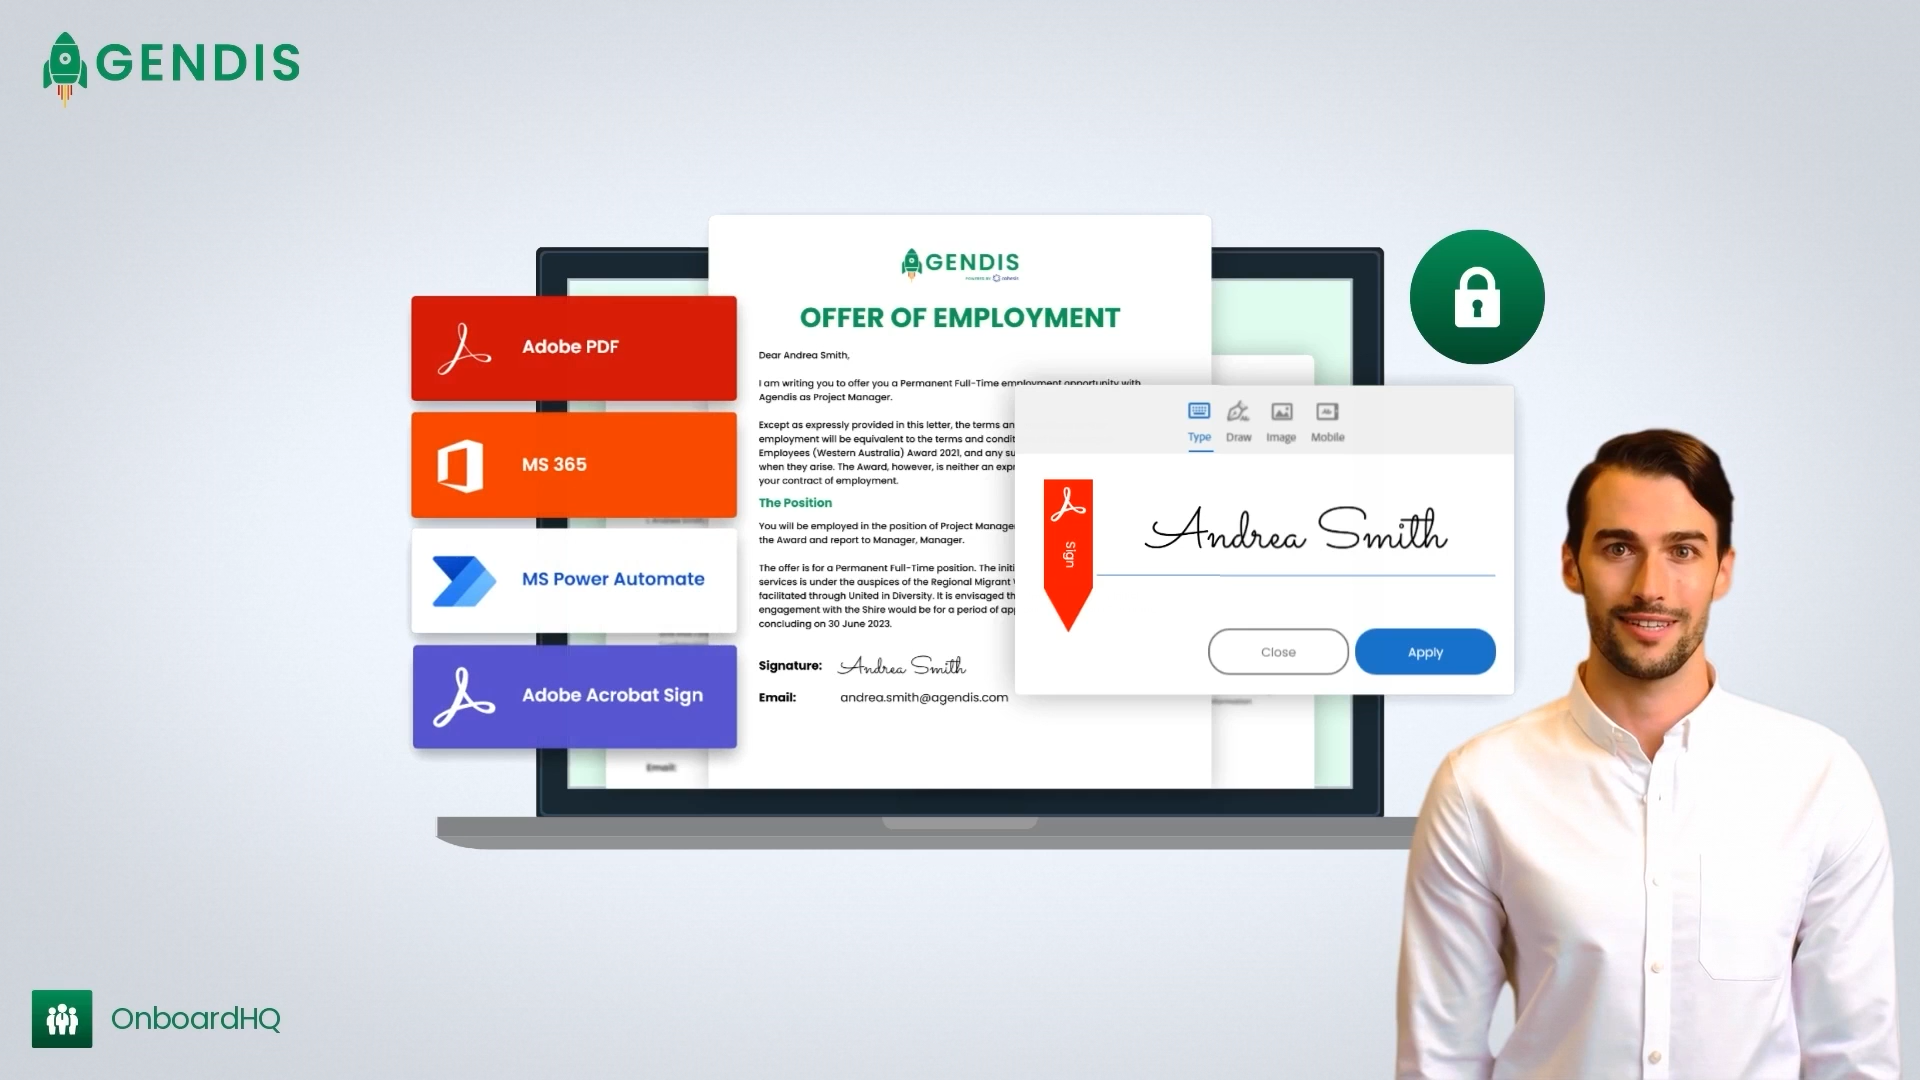 GENDIS
GENDIS
POWERED BY
OFFER OF EMPLOYMENT
Dear Andrea Smith,
I am writing you to offer you a Permanent Full-Time employment opportunity with
Agendis as Project Manager.
Except as expressly provided in this letter, the terms an
employment will be equivalent to the terms and condit
Employees (Western Australia) Award 2021, and any su
when they arise. The Award, however, is neither an expr
your contract of employment.
The Position
You will be employed in the position of Project Manage
the Award and report to Manager, Manager.
The offer is for a Permanent Full-Time position. The initi
services is under the auspices of the Regional Migrant
facilitated through United in Diversity. It is envisaged th
engagement with the Shire would be for a period of app
concluding on 30 June 2023.
Signature: Andrea Smith
Email: andrea.smith@agendis.com
Adobe PDF
MS 365
MS Power Automate
Adobe Acrobat Sign
Email:
Type Draw Image Mobile
Sign
Andrea Smith
Close Apply
OnboardHQ